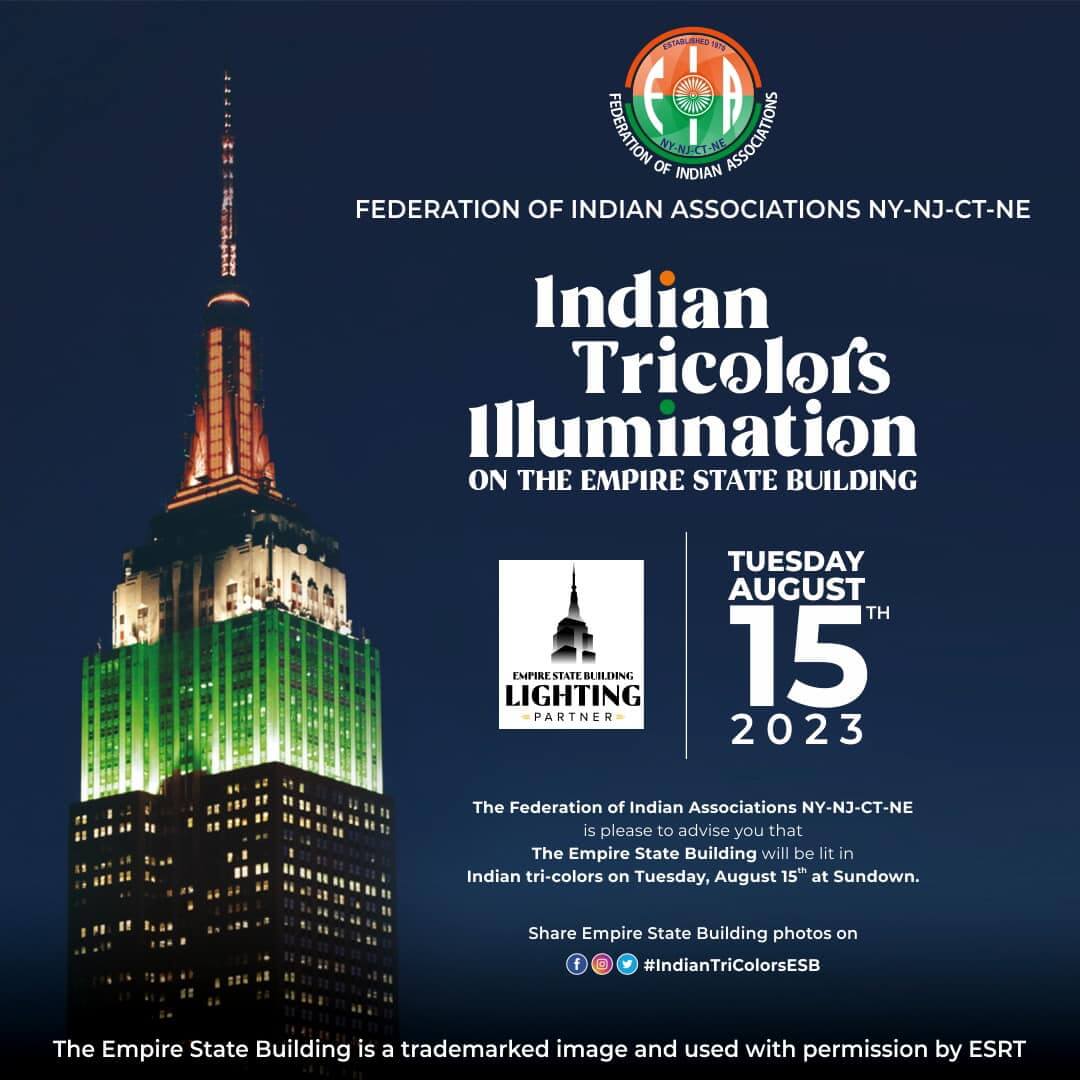 ESTABLISHED 1970
FIA
NY-NJ-CT-NE
FEDERATION OF INDIAN ASSOCIATIONS
FEDERATION OF INDIAN ASSOCIATIONS NY-NJ-CT-NE
Indian
Tricolors
Illumination
ON THE EMPIRE STATE BUILDING
EMPIRE STATE BUILDING
LIGHTING
PARTNER
TUESDAY
AUGUST
15TH
2023
The Federation of Indian Associations NY-NJ-CT-NE
is please to advise you that
The Empire State Building will be lit in
Indian tri-colors on Tuesday, August 15th at Sundown.
Share Empire State Building photos on
#IndianTriColorsESB
The Empire State Building is a trademarked image and used with permission by ESRT